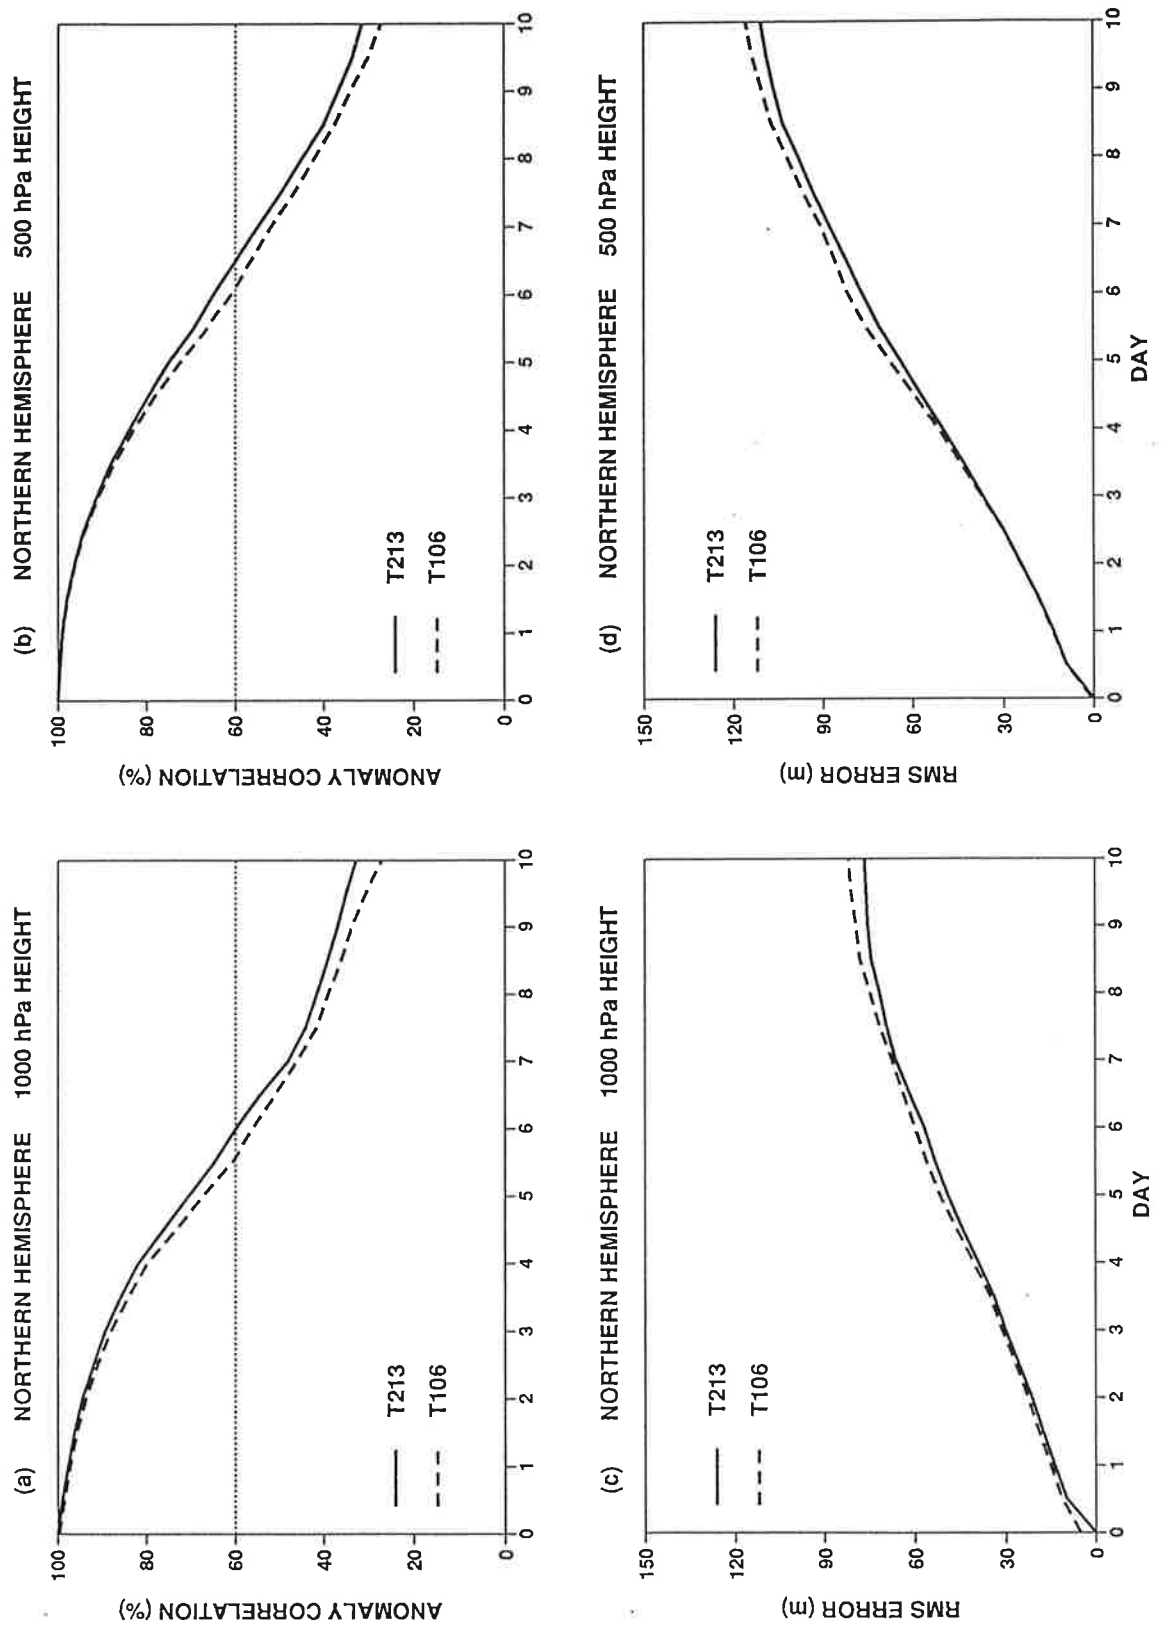 (a) NORTHERN HEMISPHERE 1000 hPa HEIGHT
ANOMALY CORRELATION (%)
100
80
60
40
20
0
T213
T106
0 1 2 3 4 5 6 7 8 9 10
(b) NORTHERN HEMISPHERE 500 hPa HEIGHT
ANOMALY CORRELATION (%)
100
80
60
40
20
0
T213
T106
0 1 2 3 4 5 6 7 8 9 10
(c) NORTHERN HEMISPHERE 1000 hPa HEIGHT
RMS ERROR (m)
150
120
90
60
30
0
T213
T106
0 1 2 3 4 5 6 7 8 9 10
DAY
(d) NORTHERN HEMISPHERE 500 hPa HEIGHT
RMS ERROR (m)
150
120
90
60
30
0
T213
T106
0 1 2 3 4 5 6 7 8 9 10
DAY